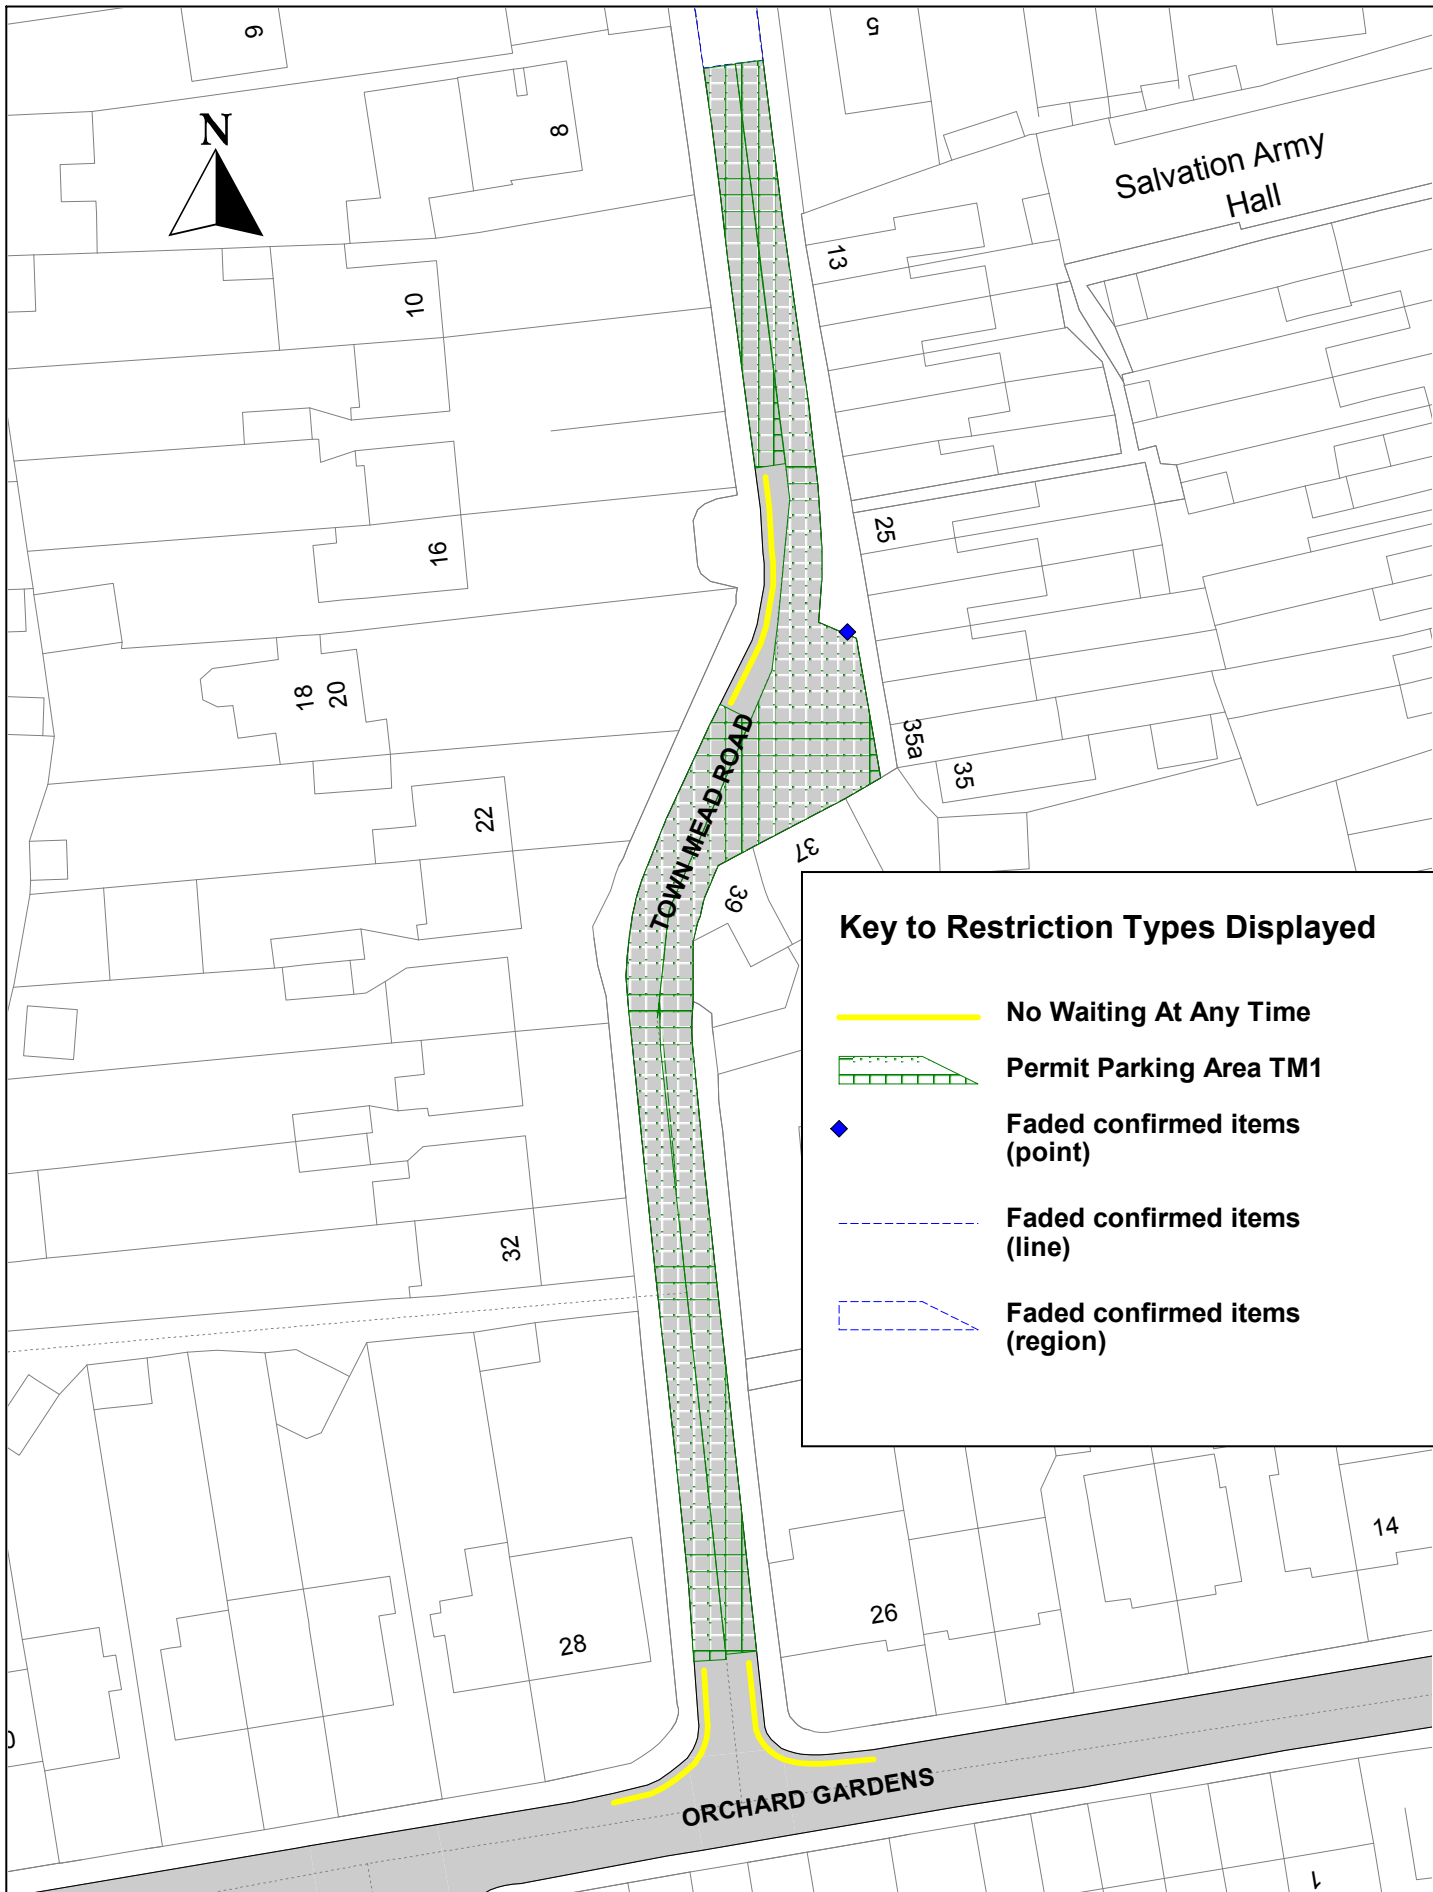 6
5
N
8
Salvation Army
Hall
13
10
25
16
18
20
35a
35
TOWN MEAD ROAD
22
37
39
Key to Restriction Types Displayed
No Waiting At Any Time
Permit Parking Area TM1
Faded confirmed items
(point)
Faded confirmed items
(line)
Faded confirmed items
(region)
32
14
26
28
ORCHARD GARDENS
1